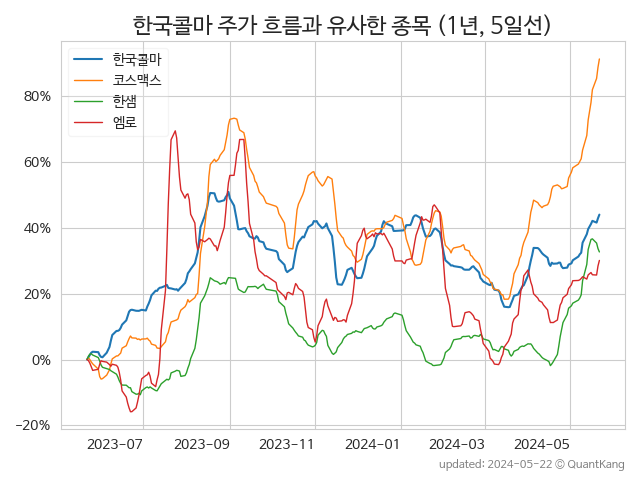 한국콜마 주가 흐름과 유사한 종목 (1년, 5일선)
한국콜마
코스맥스
한샘
엠로
80%
60%
40%
20%
0%
−20%
2023-07 2023-09 2023-11 2024-01 2024-03 2024-05
updated: 2024-05-22 © QuantKang